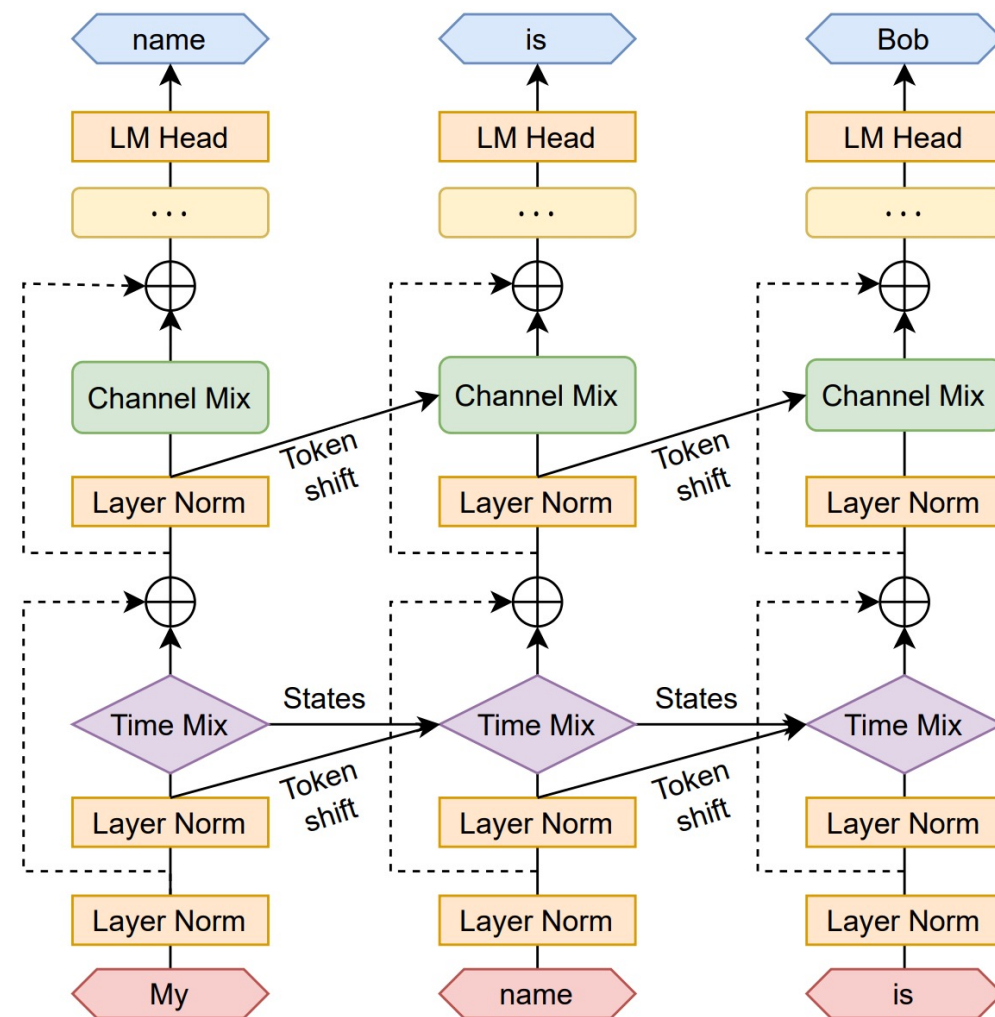 name
is
Bob
LM Head
LM Head
LM Head
...
...
...
Channel Mix
Channel Mix
Channel Mix
Token
shift
Token
shift
Layer Norm
Layer Norm
Layer Norm
States
States
Time Mix
Time Mix
Time Mix
Token
shift
Token
shift
Layer Norm
Layer Norm
Layer Norm
Layer Norm
Layer Norm
Layer Norm
My
name
is